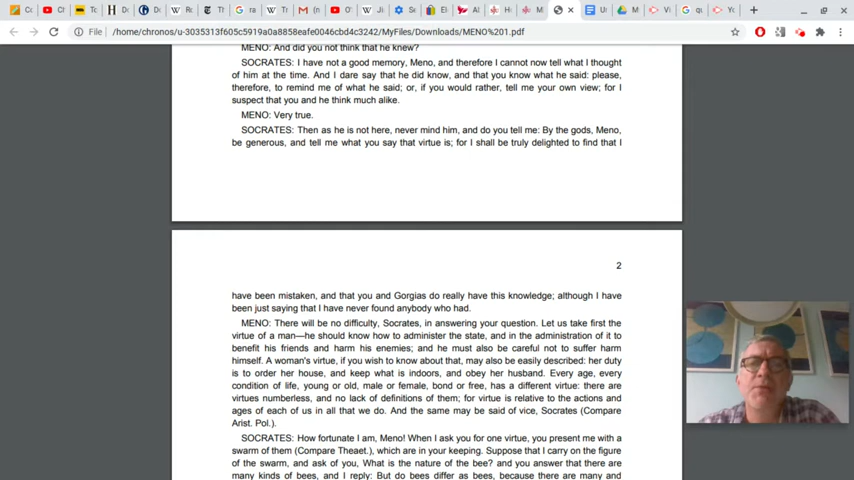 /home/chronos/u-3035313f605c5919a0a8858eaf0046cddb4c3242/MyFiles/Downloads/MENO%201.pdf
File
MENO: And did you not think that he knew?
SOCRATES: I have not a good memory, Meno, and therefore I cannot now tell what I thought
of him at the time. And I dare say that he did know, and that you know what he said: please,
therefore, to remind me of what he said; or, if you would rather, tell me your own view; for I
suspect that you and he think much alike.
MENO: Very true.
SOCRATES: Then as he is not here, never mind him, and do you tell me: By the gods, Meno,
be generous, and tell me what you say that virtue is; for I shall be truly delighted to find that I
2
have been mistaken, and that you and Gorgias do really have this knowledge; although I have
been just saying that I have never found anybody who had.
MENO: There will be no difficulty, Socrates, in answering your question. Let us take first the
virtue of a man—he should know how to administer the state, and in the administration of it to
benefit his friends and harm his enemies; and he must also be careful not to suffer harm
himself. A woman's virtue, if you wish to know about that, may also be easily described: her duty
is to order her house, and keep what is indoors, and obey her husband. Every age, every
condition of life, young or old, male or female, bond or free, has a different virtue: there are
virtues numberless, and no lack of definitions of them; for virtue is relative to the actions and
ages of each of us in all that we do. And the same may be said of vice, Socrates (Compare
Arist. Pol.).
SOCRATES: How fortunate I am, Meno! When I ask you for one virtue, you present me with a
swarm of them (Compare Theaet.), which are in your keeping. Suppose that I carry on the figure
of the swarm, and ask of you, What is the nature of the bee? and you answer that there are
many kinds of bees, and I reply: But do bees differ as bees, because there are many and